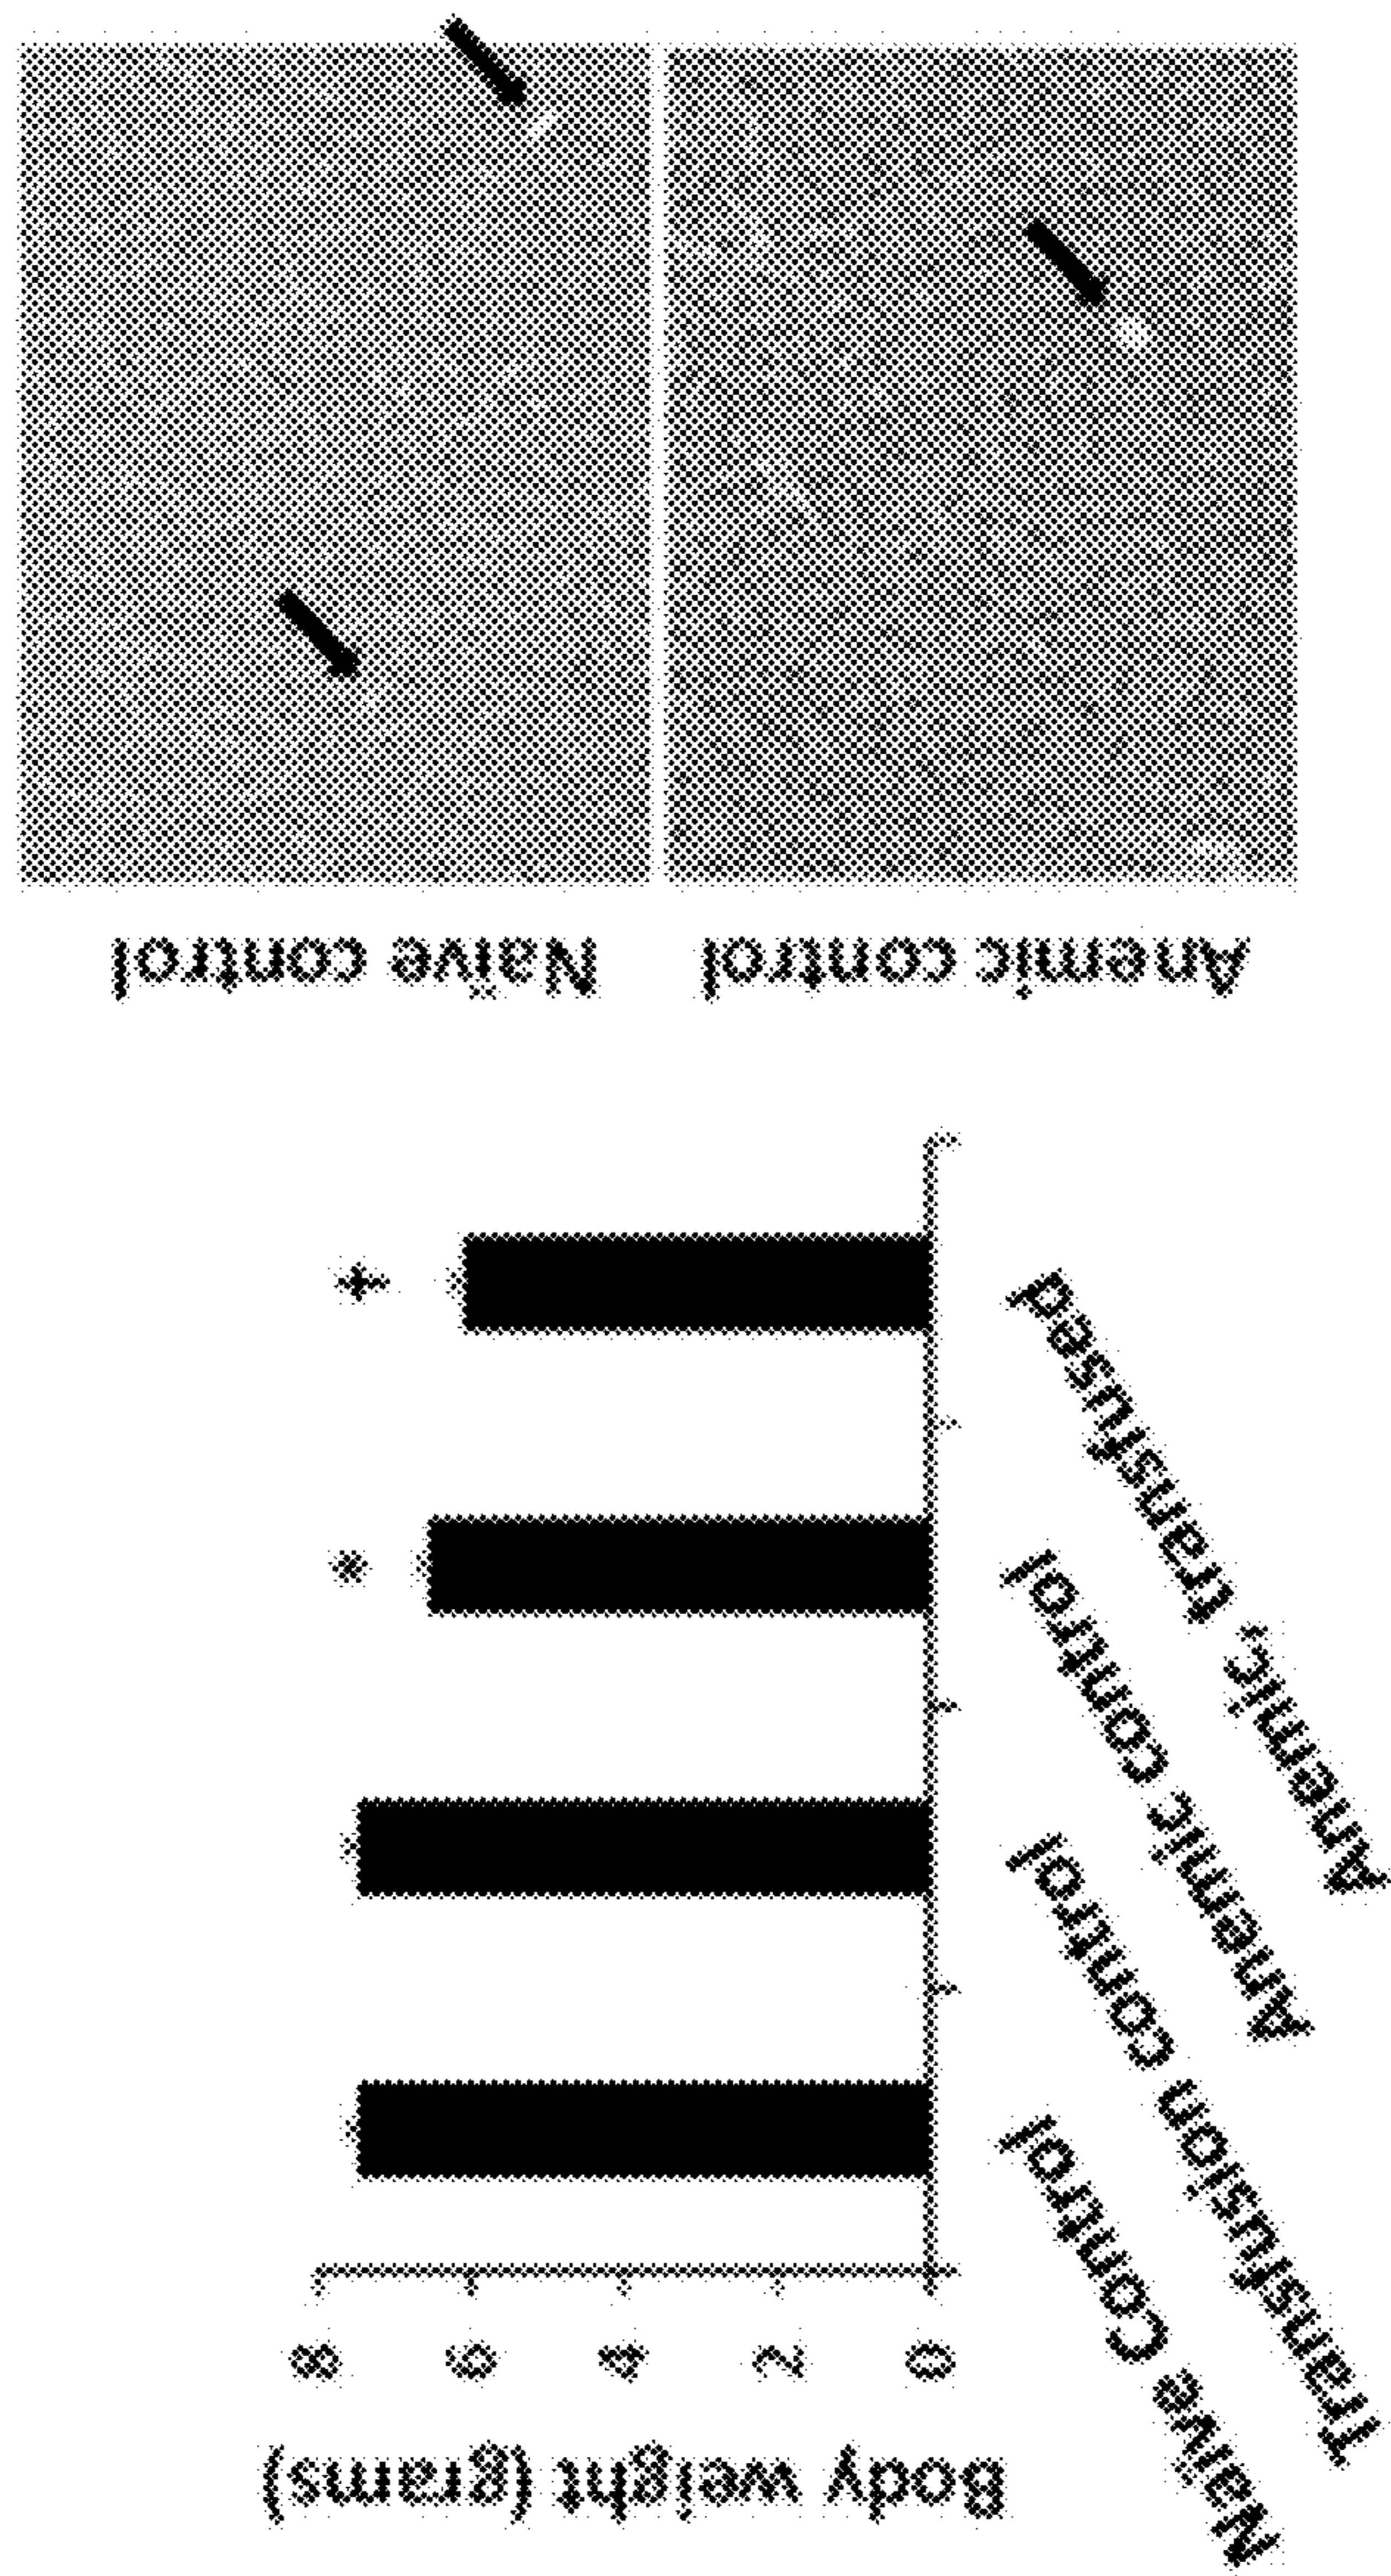 Body weight (grams)
8
6
4
2
0
*
+
Naive Control
Transfusion control
Anemic control
Anemic transfused
Naïve control
Anemic control